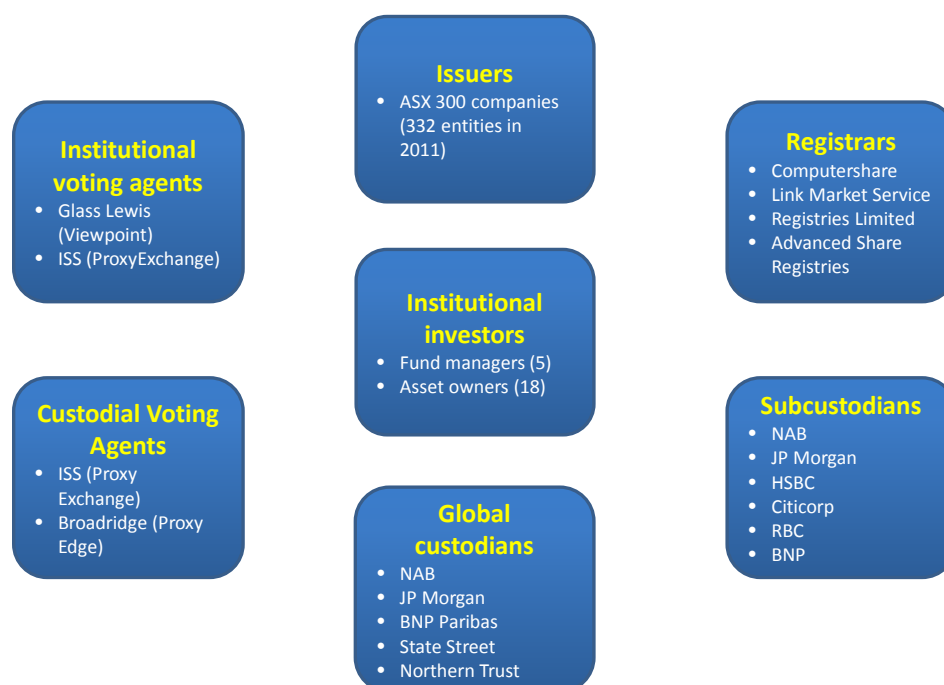 Issuers
• ASX 300 companies
(332 entities in
2011)
Institutional
voting agents
• Glass Lewis
(Viewpoint)
• ISS (ProxyExchange)
Registrars
• Computershare
• Link Market Service
• Registries Limited
• Advanced Share
Registries
Institutional
investors
• Fund managers (5)
• Asset owners (18)
Custodial Voting
Agents
• ISS (Proxy
Exchange)
• Broadridge (Proxy
Edge)
Subcustodians
• NAB
• JP Morgan
• HSBC
• Citicorp
• RBC
• BNP
Global
custodians
• NAB
• JP Morgan
• BNP Paribas
• State Street
• Northern Trust